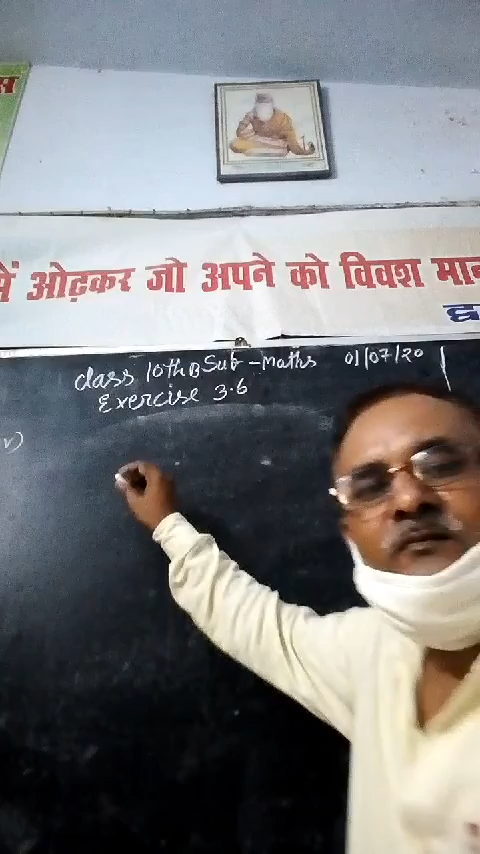 स
में ओढ़कर जो अपने को विवश मान
class 10th B Sub - Maths 01/07/20
Exercise 3.6
v)